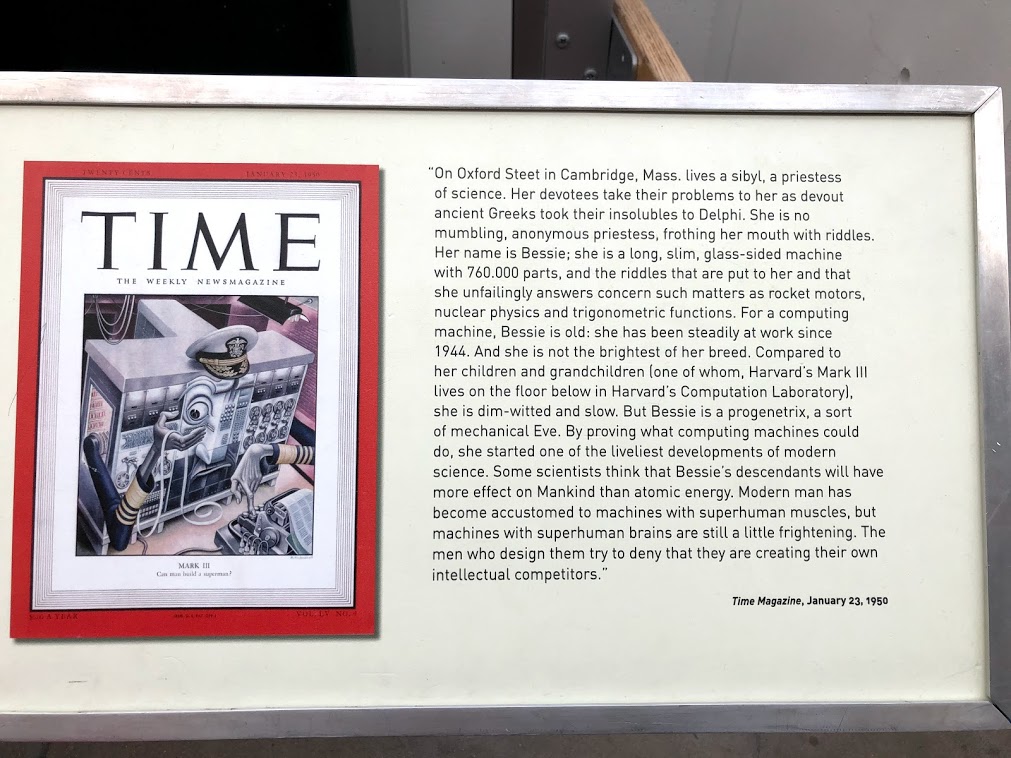 TWENTY CENTS
JANUARY 23, 1950
TIME
THE WEEKLY NEWSMAGAZINE
MARK III
Can man build a superman?
A YEAR
VOL. LV NO.
“On Oxford Steet in Cambridge, Mass. lives a sibyl, a priestess
of science. Her devotees take their problems to her as devout
ancient Greeks took their insolubles to Delphi. She is no
mumbling, anonymous priestess, frothing her mouth with riddles.
Her name is Bessie; she is a long, slim, glass-sided machine
with 760.000 parts, and the riddles that are put to her and that
she unfailingly answers concern such matters as rocket motors,
nuclear physics and trigonometric functions. For a computing
machine, Bessie is old: she has been steadily at work since
1944. And she is not the brightest of her breed. Compared to
her children and grandchildren (one of whom, Harvard’s Mark III
lives on the floor below in Harvard’s Computation Laboratory),
she is dim-witted and slow. But Bessie is a progenetrix, a sort
of mechanical Eve. By proving what computing machines could
do, she started one of the liveliest developments of modern
science. Some scientists think that Bessie’s descendants will have
more effect on Mankind than atomic energy. Modern man has
become accustomed to machines with superhuman muscles, but
machines with superhuman brains are still a little frightening. The
men who design them try to deny that they are creating their own
intellectual competitors.”
Time Magazine, January 23, 1950